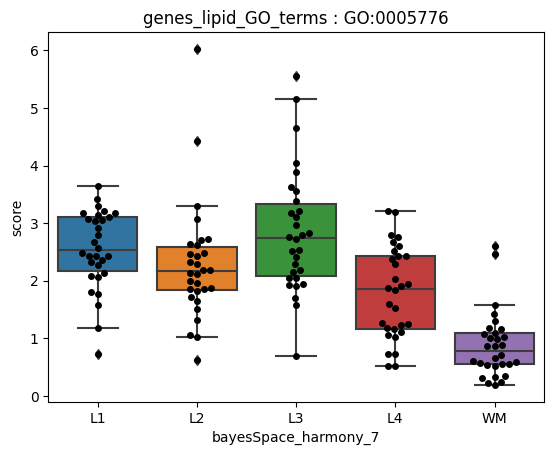 genes_lipid_GO_terms : GO:0005776
6
5
4
3
2
1
0
score
L1 L2 L3 L4 WM
bayesSpace_harmony_7